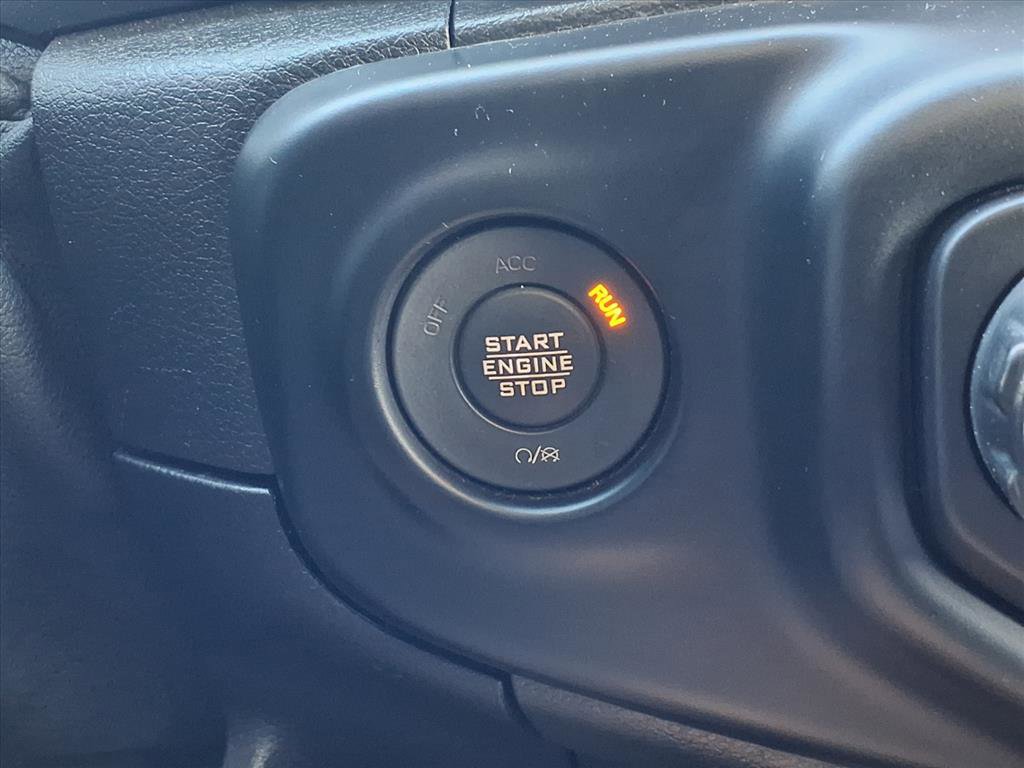 ACC
OFF
RUN
START
ENGINE
STOP